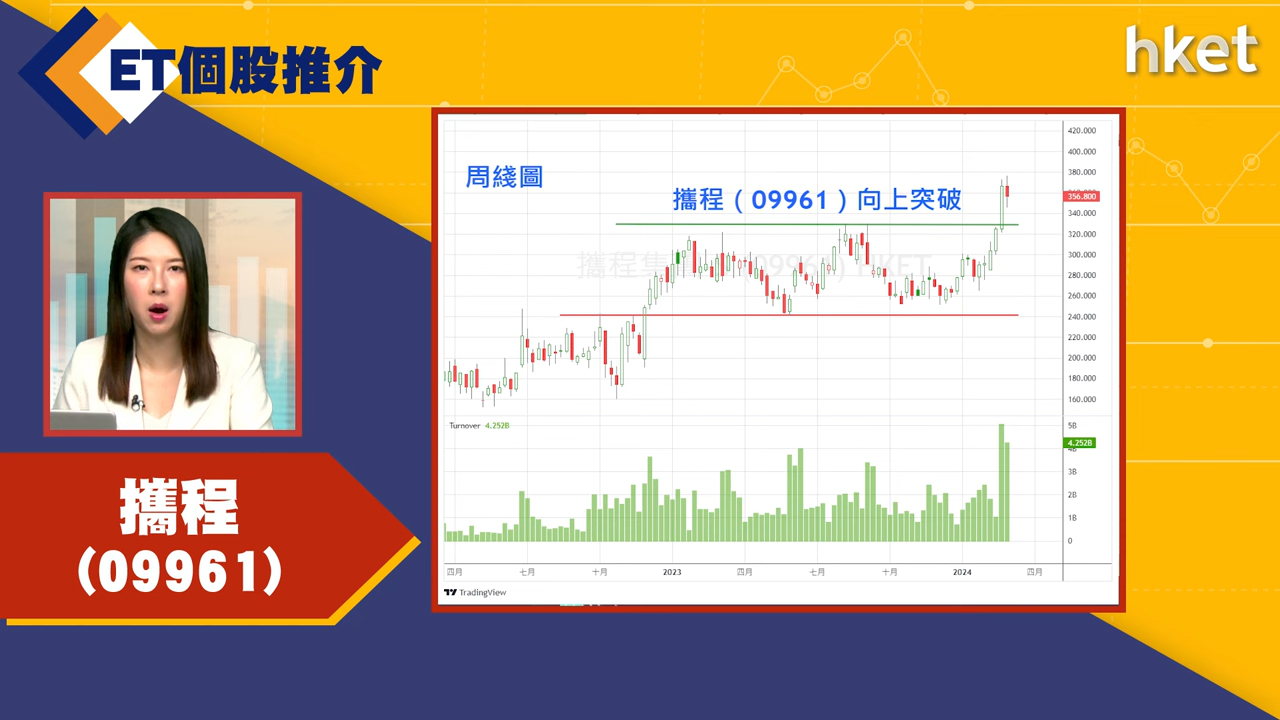 ET個股推介
hket
周綫圖
攜程（09961）向上突破
攜程
(09961)
420.000
400.000
380.000
356.800
340.000
320.000
300.000
280.000
260.000
240.000
220.000
200.000
180.000
160.000
Turnover 4.252B
5B
4.252B
3B
2B
1B
0
四月 七月 十月 2023 四月 七月 十月 2024 四月
TradingView